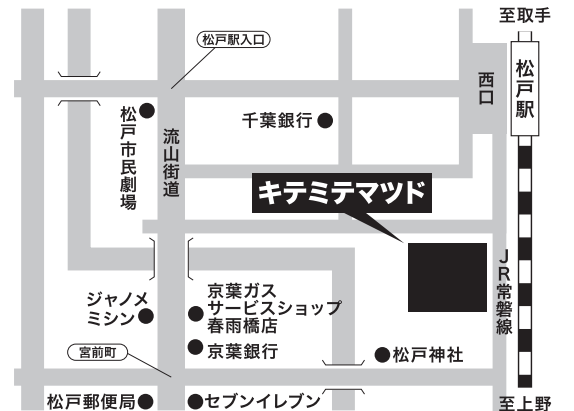 至取手
松戸駅入口
松戸駅
西口
千葉銀行
松戸市民劇場
流山街道
キテミテマツド
JR常磐線
ジャノメ
ミシン
京葉ガス
サービスショップ
春雨橋店
京葉銀行
宮前町
松戸神社
松戸郵便局
セブンイレブン
至上野